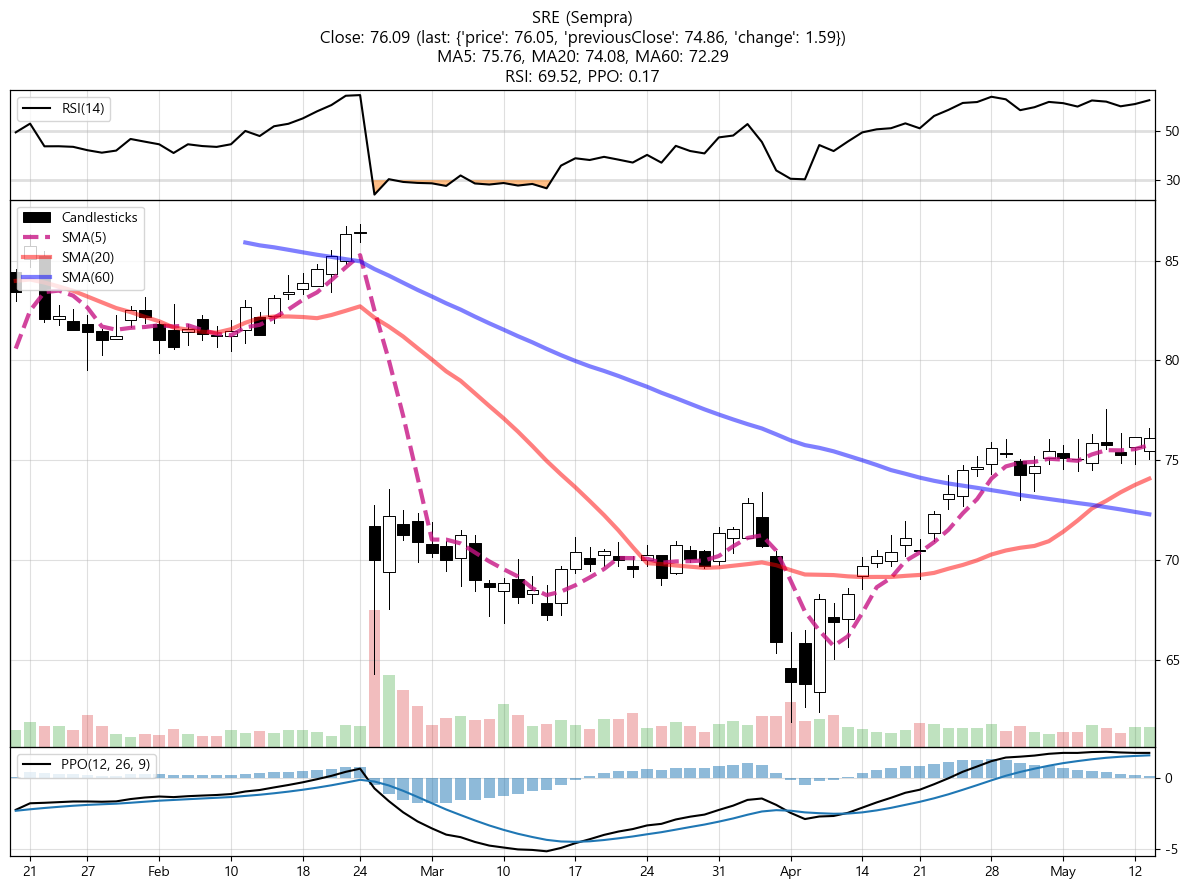 SRE (Sempra)
Close: 76.09 (last: {'price': 76.05, 'previousClose': 74.86, 'change': 1.59})
MA5: 75.76, MA20: 74.08, MA60: 72.29
RSI: 69.52, PPO: 0.17
RSI(14)
50
30
Candlesticks
SMA(5)
SMA(20)
SMA(60)
85
80
75
70
65
PPO(12, 26, 9)
0
-5
21 27 Feb 10 18 24 Mar 10 17 24 31 Apr 14 21 28 May 12